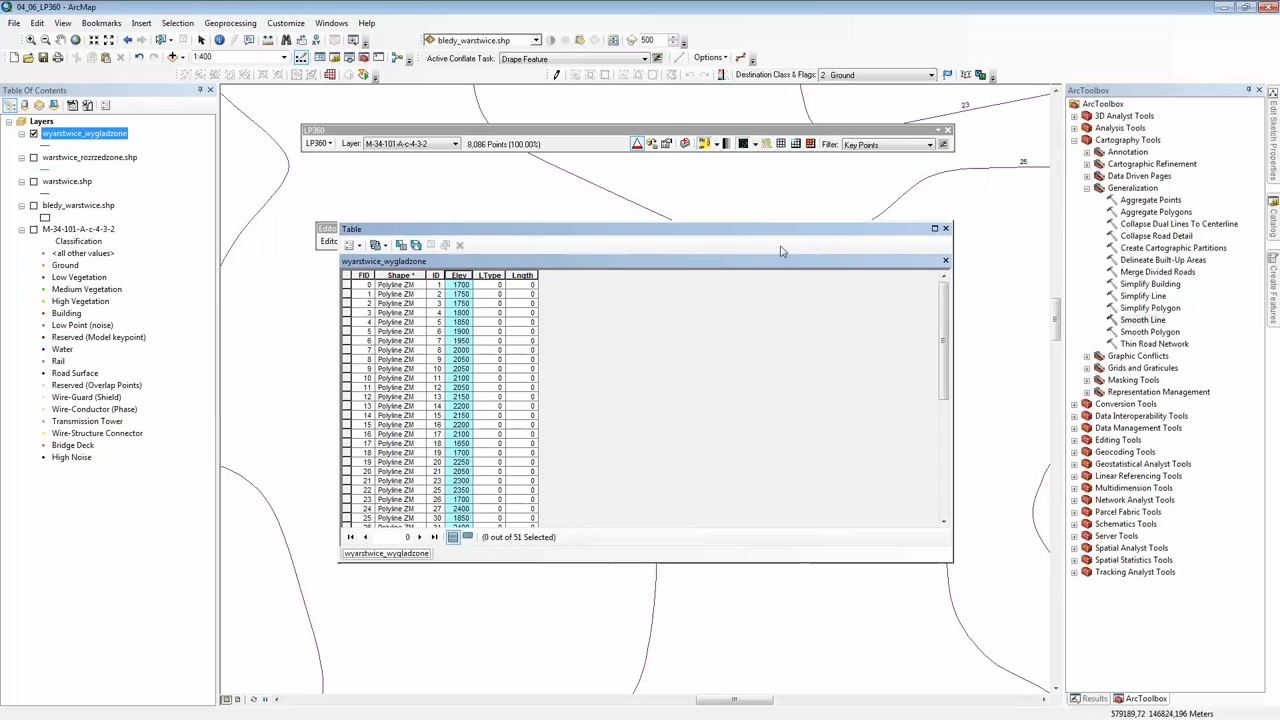 04_06_LP360 - ArcMap
File Edit View Bookmarks Insert Selection Geoprocessing Customize Windows Help
bledy_warstwice.shp 500
1:400 Active Conflate Task: Drape Feature Options
Destination Class & Flags: 2 Ground
Table Of Contents
Layers
wyarstwice_wygladzone
warstwice_rozrzedzone.shp
warstwice.shp
bledy_warstwice.shp
M-34-101-A-c-4-3-2
Classification
<all other values>
Ground
Low Vegetation
Medium Vegetation
High Vegetation
Building
Low Point (noise)
Reserved (Model keypoint)
Water
Rail
Road Surface
Reserved (Overlap Points)
Wire-Guard (Shield)
Wire-Conductor (Phase)
Transmission Tower
Wire-Structure Connector
Bridge Deck
High Noise
23
25
LP360
LP360 Layer: M-34-101-A-c-4-3-2 8,086 Points (100.00%) Filter: Key Points
Edito
Edito
Table
wyarstwice_wygladzone
FID Shape * ID Elev LType Lngth
0 Polyline ZM 1 1700 0 0
1 Polyline ZM 2 1750 0 0
2 Polyline ZM 3 1750 0 0
3 Polyline ZM 4 1800 0 0
4 Polyline ZM 5 1850 0 0
5 Polyline ZM 6 1900 0 0
6 Polyline ZM 7 1950 0 0
7 Polyline ZM 8 2000 0 0
8 Polyline ZM 9 2050 0 0
9 Polyline ZM 10 2050 0 0
10 Polyline ZM 11 2100 0 0
11 Polyline ZM 12 2050 0 0
12 Polyline ZM 13 2150 0 0
13 Polyline ZM 14 2200 0 0
14 Polyline ZM 15 2150 0 0
15 Polyline ZM 16 2200 0 0
16 Polyline ZM 17 2100 0 0
17 Polyline ZM 18 1650 0 0
18 Polyline ZM 19 1700 0 0
19 Polyline ZM 20 2250 0 0
20 Polyline ZM 21 2050 0 0
21 Polyline ZM 23 2300 0 0
22 Polyline ZM 25 2350 0 0
23 Polyline ZM 26 1700 0 0
24 Polyline ZM 27 2400 0 0
25 Polyline ZM 30 1850 0 0
0 (0 out of 51 Selected)
wyarstwice_wygladzone
ArcToolbox
ArcToolbox
3D Analyst Tools
Analysis Tools
Cartography Tools
Annotation
Cartographic Refinement
Data Driven Pages
Generalization
Aggregate Points
Aggregate Polygons
Collapse Dual Lines To Centerline
Collapse Road Detail
Create Cartographic Partitions
Delineate Built-Up Areas
Merge Divided Roads
Simplify Building
Simplify Line
Simplify Polygon
Smooth Line
Smooth Polygon
Thin Road Network
Graphic Conflicts
Grids and Graticules
Masking Tools
Representation Management
Conversion Tools
Data Interoperability Tools
Data Management Tools
Editing Tools
Geocoding Tools
Geostatistical Analyst Tools
Linear Referencing Tools
Multidimension Tools
Network Analyst Tools
Parcel Fabric Tools
Schematics Tools
Server Tools
Spatial Analyst Tools
Spatial Statistics Tools
Tracking Analyst Tools
Results ArcToolbox
Edit Sketch Properties
Catalog
Create Features
579189,72 146824,196 Meters